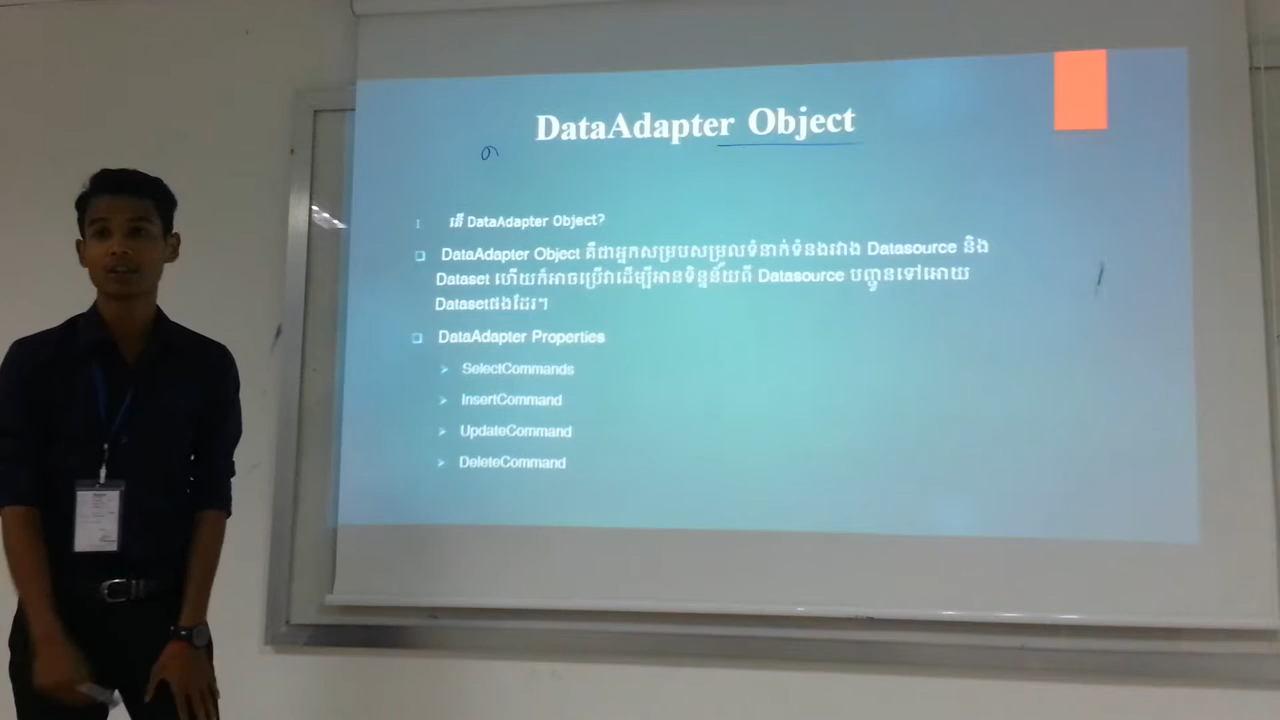 DataAdapter Object
តើ DataAdapter Object?
DataAdapter Object គឺជាអ្នកសម្របសម្រួលទំនាក់ទំនងរវាង Datasource និង
Dataset ហើយក៏អាចប្រើវាដើម្បីអានទិន្នន័យពី Datasource បញ្ជូនទៅអោយ
Datasetផងដែរ។
DataAdapter Properties
SelectCommands
InsertCommand
UpdateCommand
DeleteCommand